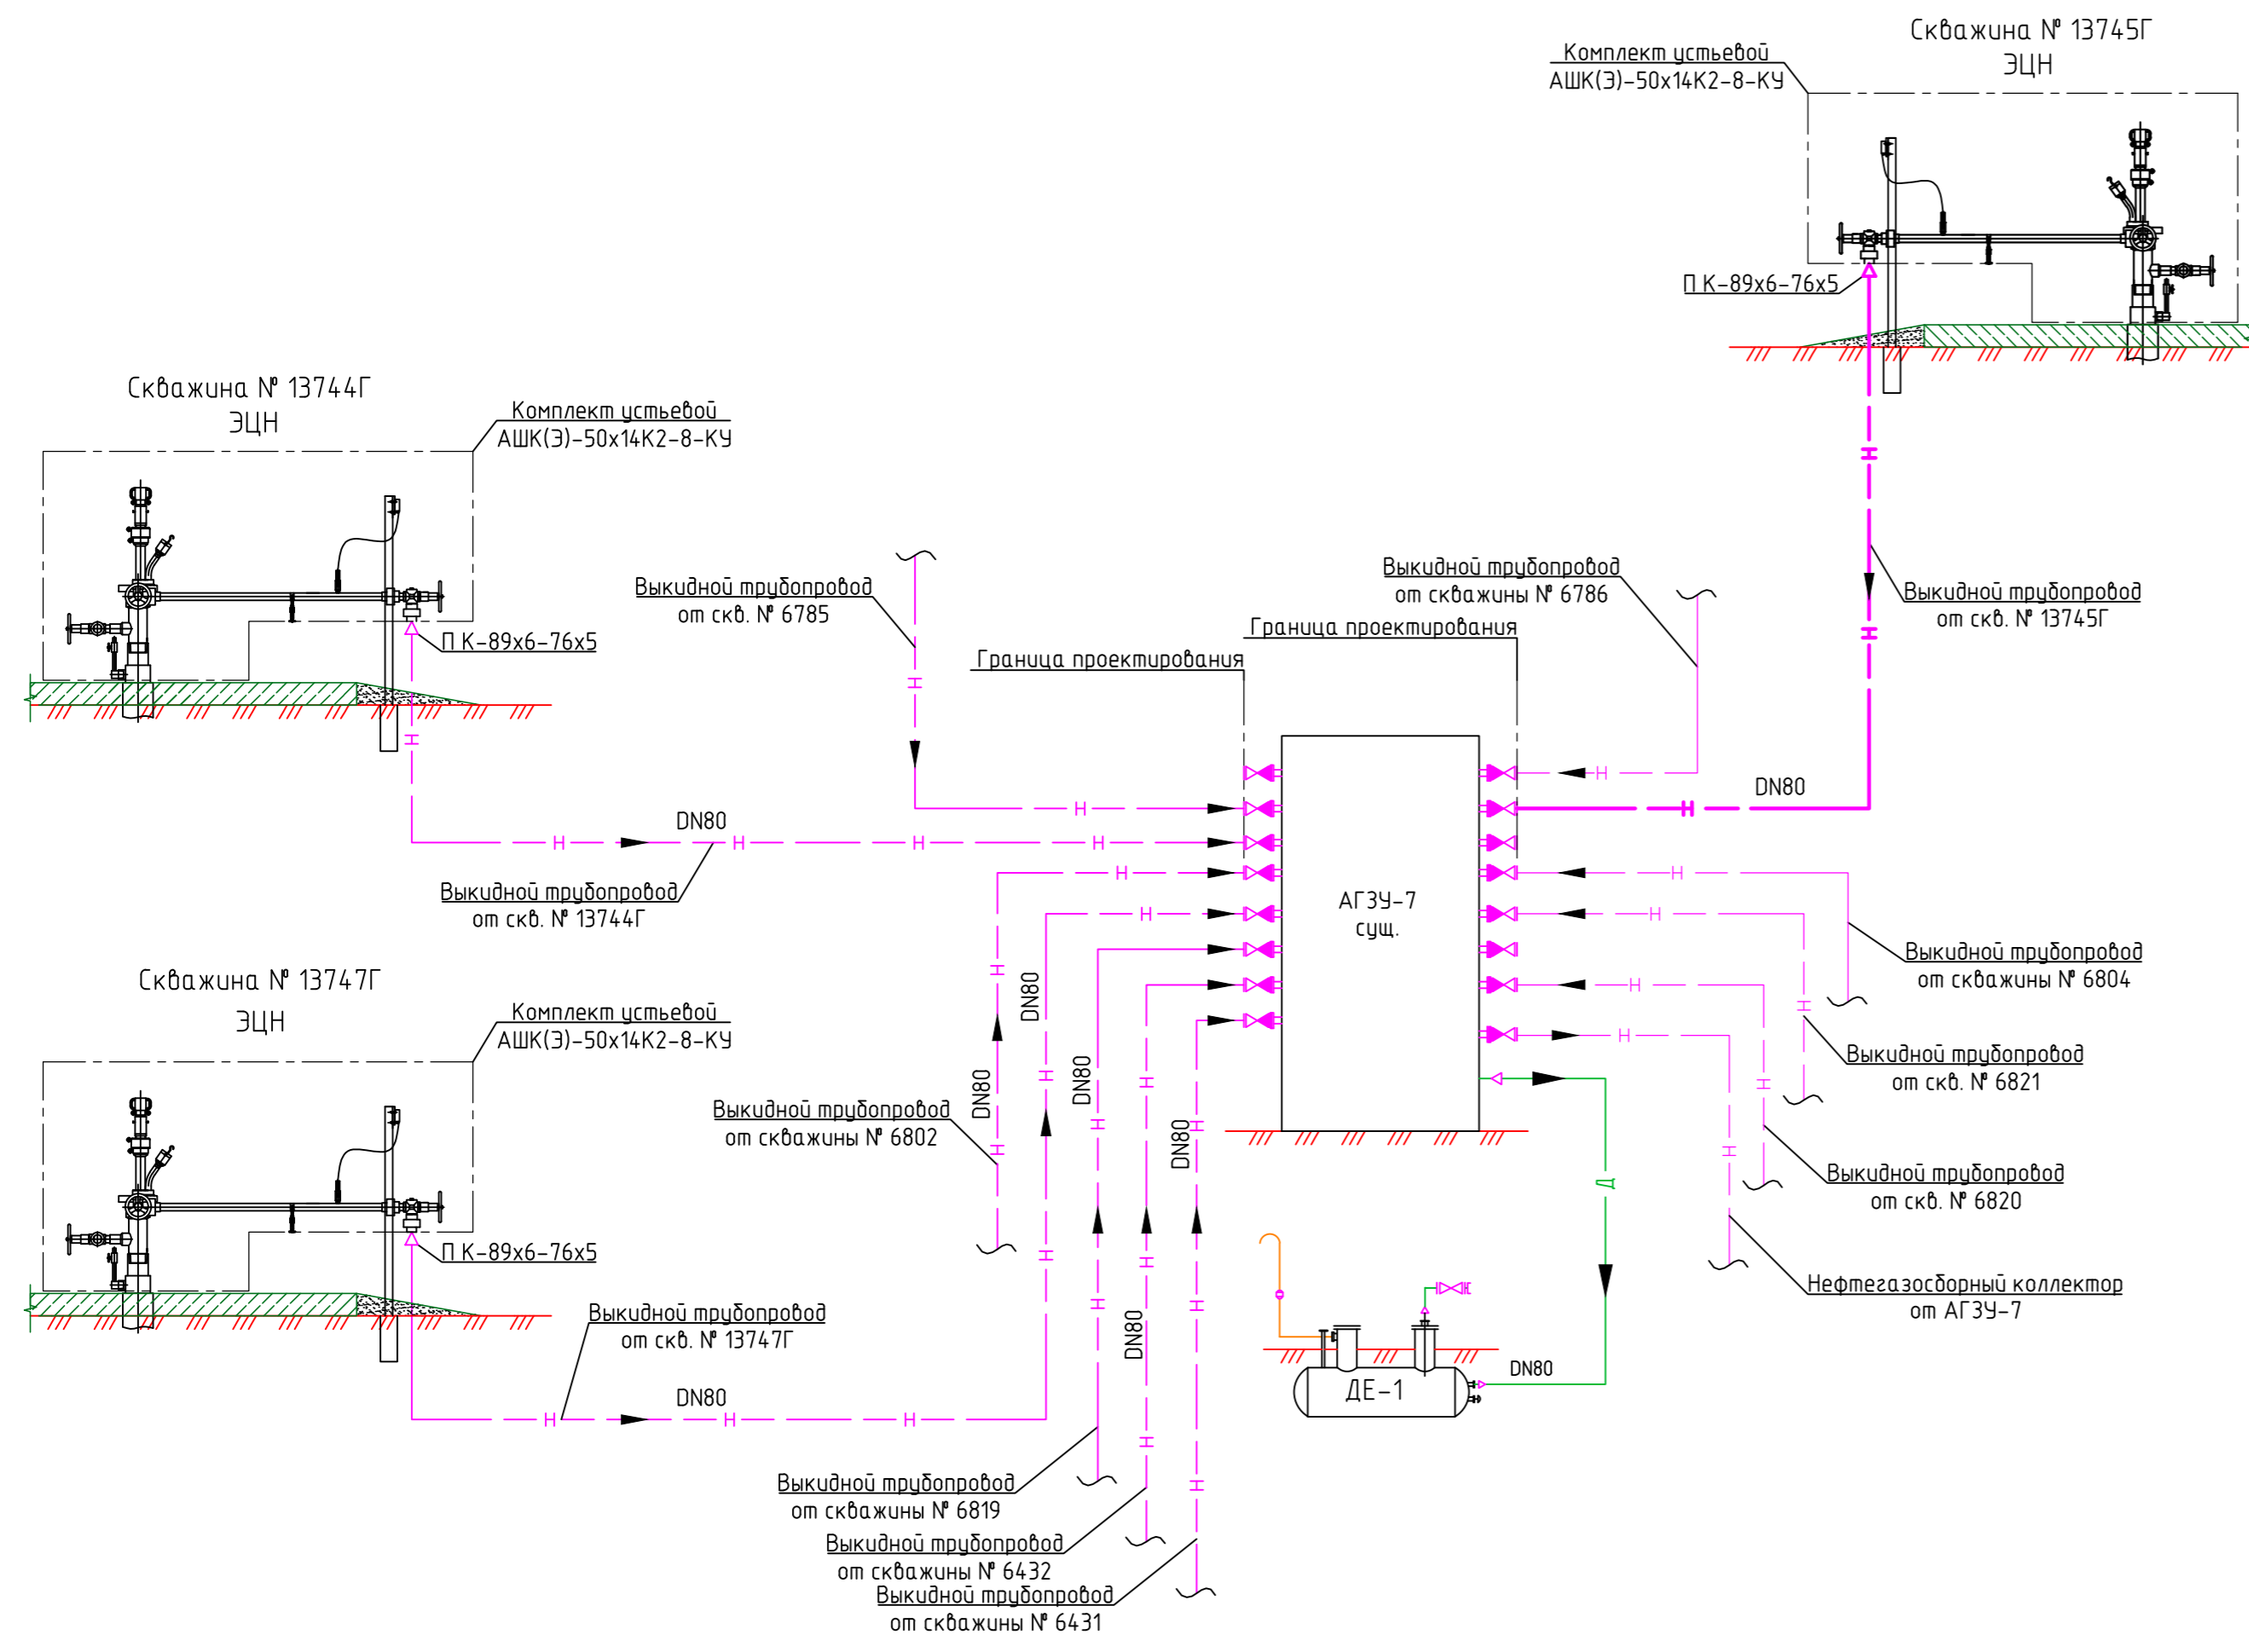 Скважина № 13745Г
ЭЦН
Комплект устьевой
АШК(Э)-50х14К2-8-КУ
П К-89х6-76х5
Скважина № 13744Г
ЭЦН
Комплект устьевой
АШК(Э)-50х14К2-8-КУ
П К-89х6-76х5
Выкидной трубопровод
от скв. № 6785
Выкидной трубопровод
от скважины № 6786
Выкидной трубопровод
от скв. № 13745Г
Граница проектирования
Граница проектирования
Н
Н
Н
Н
Н
DN80
Н
Н
Н
DN80
Н
Н
Н
Н
Выкидной трубопровод
от скв. № 13744Г
Н
Н
Н
Н
АГЗУ-7
сущ.
Выкидной трубопровод
от скважины № 6804
Скважина № 13747Г
ЭЦН
Комплект устьевой
АШК(Э)-50х14К2-8-КУ
П К-89х6-76х5
Н
DN80
Н
Н
Н
Н
Выкидной трубопровод
от скв. № 6821
DN80
DN80
Н
Н
Н
Выкидной трубопровод
от скважины № 6802
Н
Н
DN80
Н
Н
Д
Выкидной трубопровод
от скв. № 6820
Н
Н
Нефтегазосборный коллектор
от АГЗУ-7
Выкидной трубопровод
от скв. № 13747Г
Н
Н
DN80
DN80
ДЕ-1
DN80
Н
Н
Н
Н
Н
Выкидной трубопровод
от скважины № 6819
Выкидной трубопровод
от скважины № 6432
Выкидной трубопровод
от скважины № 6431